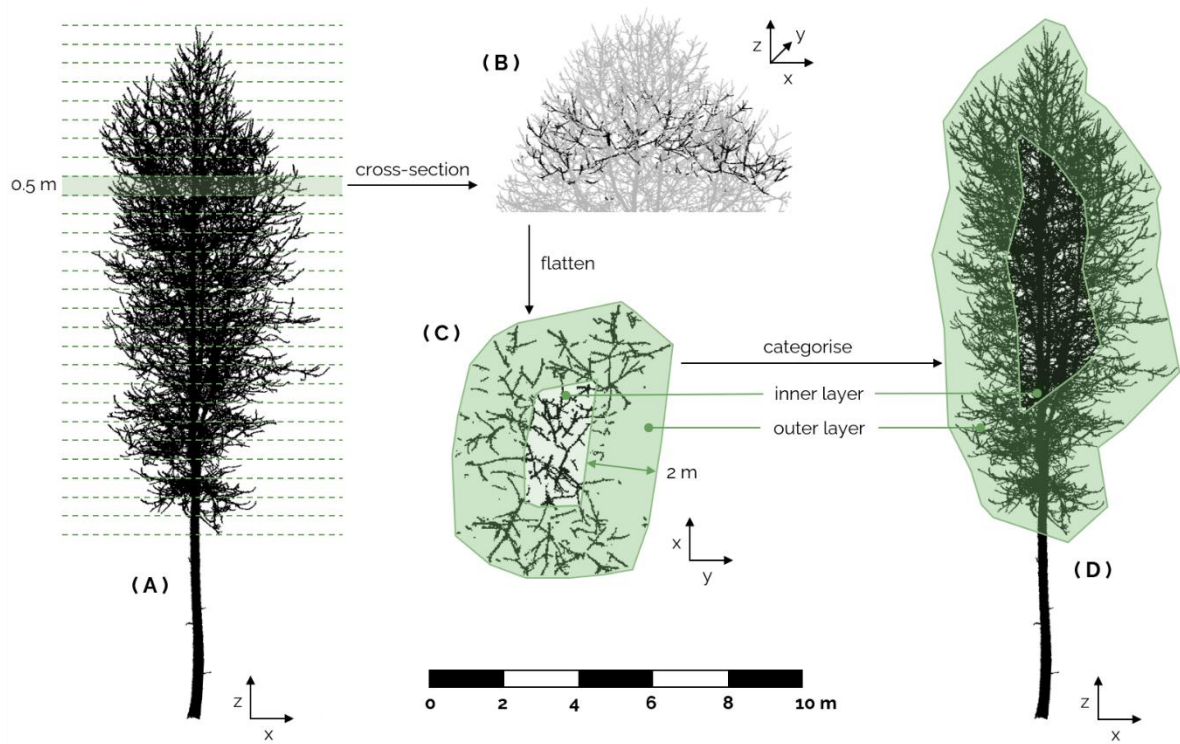 ( A )
0.5 m
z
x
cross-section
( B )
z
y
x
flatten
( C )
2 m
x
y
categorise
inner layer
outer layer
( D )
z
x
0 2 4 6 8 10 m